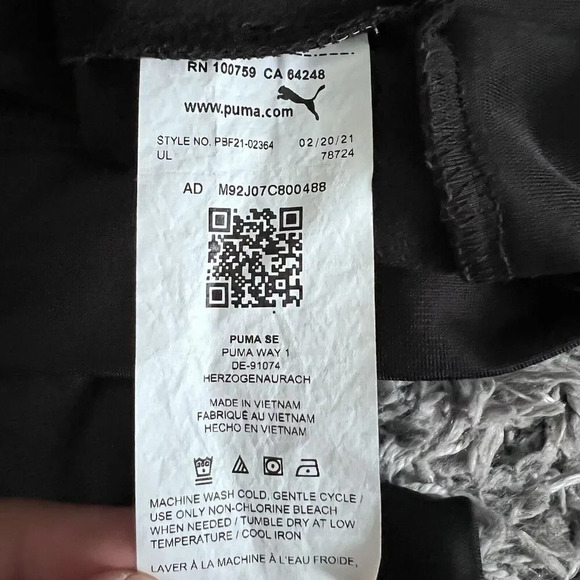 RN 100759 CA 64248
www.puma.com
STYLE NO. PBF21-02364 02/20/21
UL 78724
AD M92J07C800488
PUMA SE
PUMA WAY 1
DE-91074
HERZOGENAURACH
MADE IN VIETNAM
FABRIQUÉ AU VIETNAM
HECHO EN VIETNAM
MACHINE WASH COLD, GENTLE CYCLE /
USE ONLY NON-CHLORINE BLEACH
WHEN NEEDED / TUMBLE DRY AT LOW
TEMPERATURE / COOL IRON
LAVER À LA MACHINE À L'EAU FROIDE,